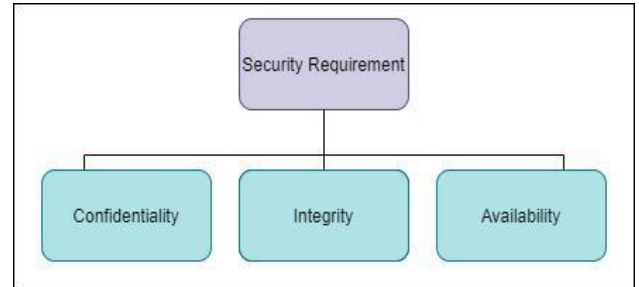 Security Requirement
Confidentiality
Integrity
Availability